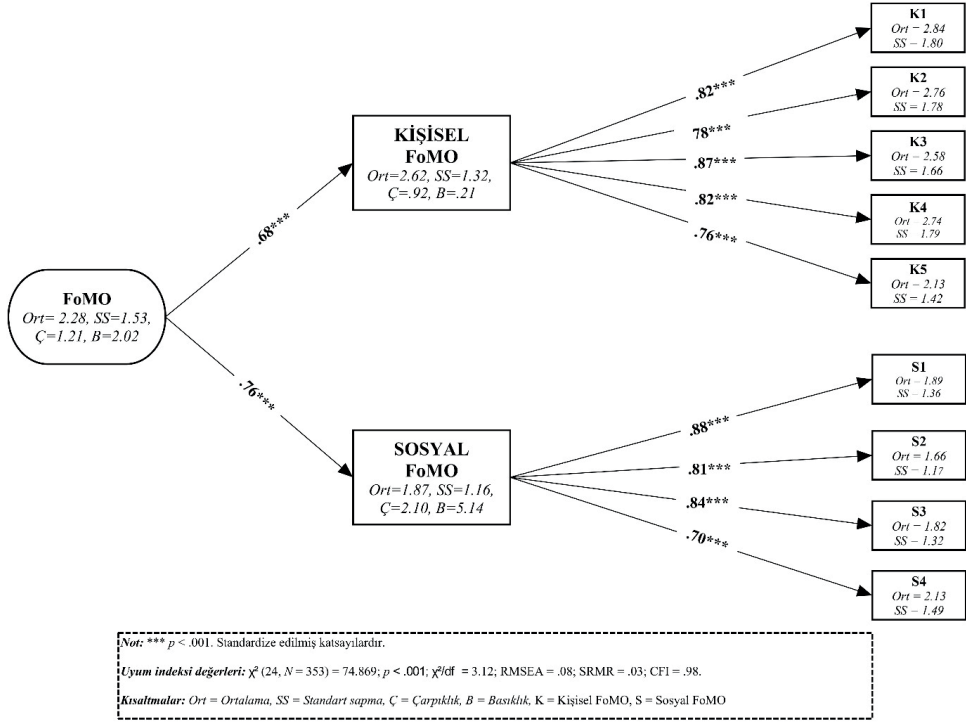 FoMO
Ort= 2.28, SS=1.53,
Ç=1.21, B=2.02
.68***
.76***
KİŞİSEL
FoMO
Ort=2.62, SS=1.32,
Ç=.92, B=.21
.82***
78***
.87***
.82***
.76***
K1
Ort = 2.84
SS = 1.80
K2
Ort = 2.76
SS = 1.78
K3
Ort = 2.58
SS = 1.66
K4
Ort = 2.74
SS = 1.79
K5
Ort = 2.13
SS = 1.42
SOSYAL
FoMO
Ort=1.87, SS=1.16,
Ç=2.10, B=5.14
.88***
.81***
.84***
.70***
S1
Ort = 1.89
SS = 1.36
S2
Ort = 1.66
SS = 1.17
S3
Ort = 1.82
SS = 1.32
S4
Ort = 2.13
SS = 1.49
Not: *** p < .001. Standardize edilmiş katsayılardır.
Uyum indeksi değerleri: χ² (24, N = 353) = 74.869; p < .001; χ²/df = 3.12; RMSEA = .08; SRMR = .03; CFI = .98.
Kısaltmalar: Ort = Ortalama, SS = Standart sapma, Ç = Çarpıklık, B = Basıklık, K = Kişisel FoMO, S = Sosyal FoMO